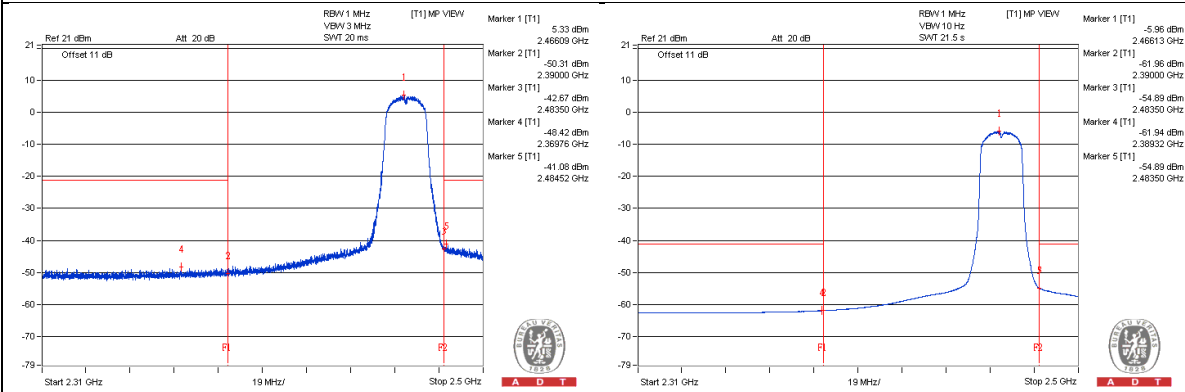 RBW 1 MHz
VBW 3 MHz
SWT 20 ms
[T1] MP VIEW
Ref 21 dBm
Att 20 dB
Offset 11 dB
21
10
0
-10
-20
-30
-40
-50
-60
-70
-79
1
2
3
4
5
F1
F2
Start 2.31 GHz
19 MHz/
Stop 2.5 GHz
Marker 1 [T1]
5.33 dBm
2.46609 GHz
Marker 2 [T1]
-50.31 dBm
2.39000 GHz
Marker 3 [T1]
-42.67 dBm
2.48350 GHz
Marker 4 [T1]
-48.42 dBm
2.36976 GHz
Marker 5 [T1]
-41.08 dBm
2.48452 GHz
BUREAU VERITAS
1828
A D T
RBW 1 MHz
VBW 10 Hz
SWT 21.5 s
[T1] MP VIEW
Ref 21 dBm
Att 20 dB
Offset 11 dB
21
10
0
-10
-20
-30
-40
-50
-60
-70
-79
1
2
F1
F2
Start 2.31 GHz
19 MHz/
Stop 2.5 GHz
Marker 1 [T1]
-5.96 dBm
2.46613 GHz
Marker 2 [T1]
-61.96 dBm
2.39000 GHz
Marker 3 [T1]
-54.89 dBm
2.48350 GHz
Marker 4 [T1]
-61.94 dBm
2.38932 GHz
Marker 5 [T1]
-54.89 dBm
2.48350 GHz
BUREAU VERITAS
1828
A D T